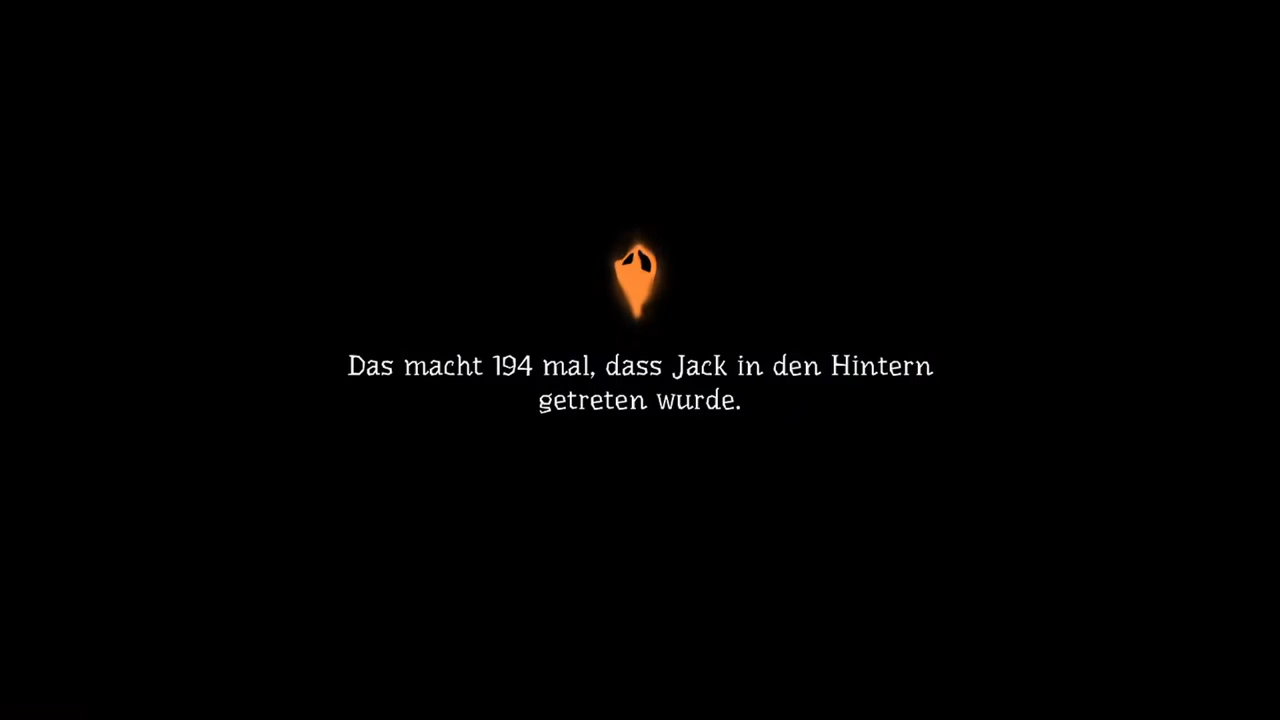 Das macht 194 mal, dass Jack in den Hintern
getreten wurde.